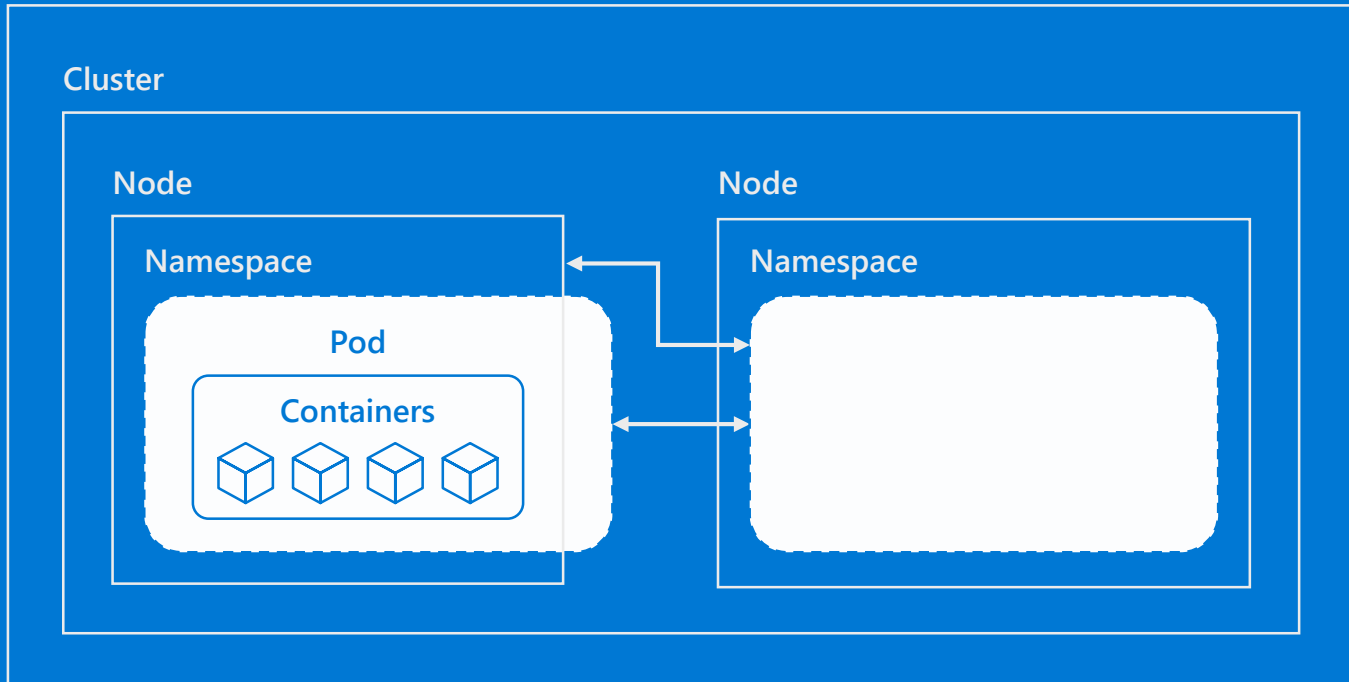 Cluster
Node
Node
Namespace
Namespace
Pod
Containers